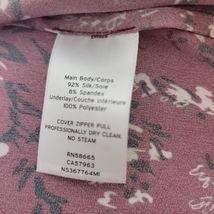 Main Body/Corps
92% Silk/Soie
8% Spandex
Underlay/Couche Intérieure
100% Polyester
COVER ZIPPER PULL
PROFESSIONALLY DRY CLEAN.
NO STEAM
RN58665
CA57963
NS367764MI